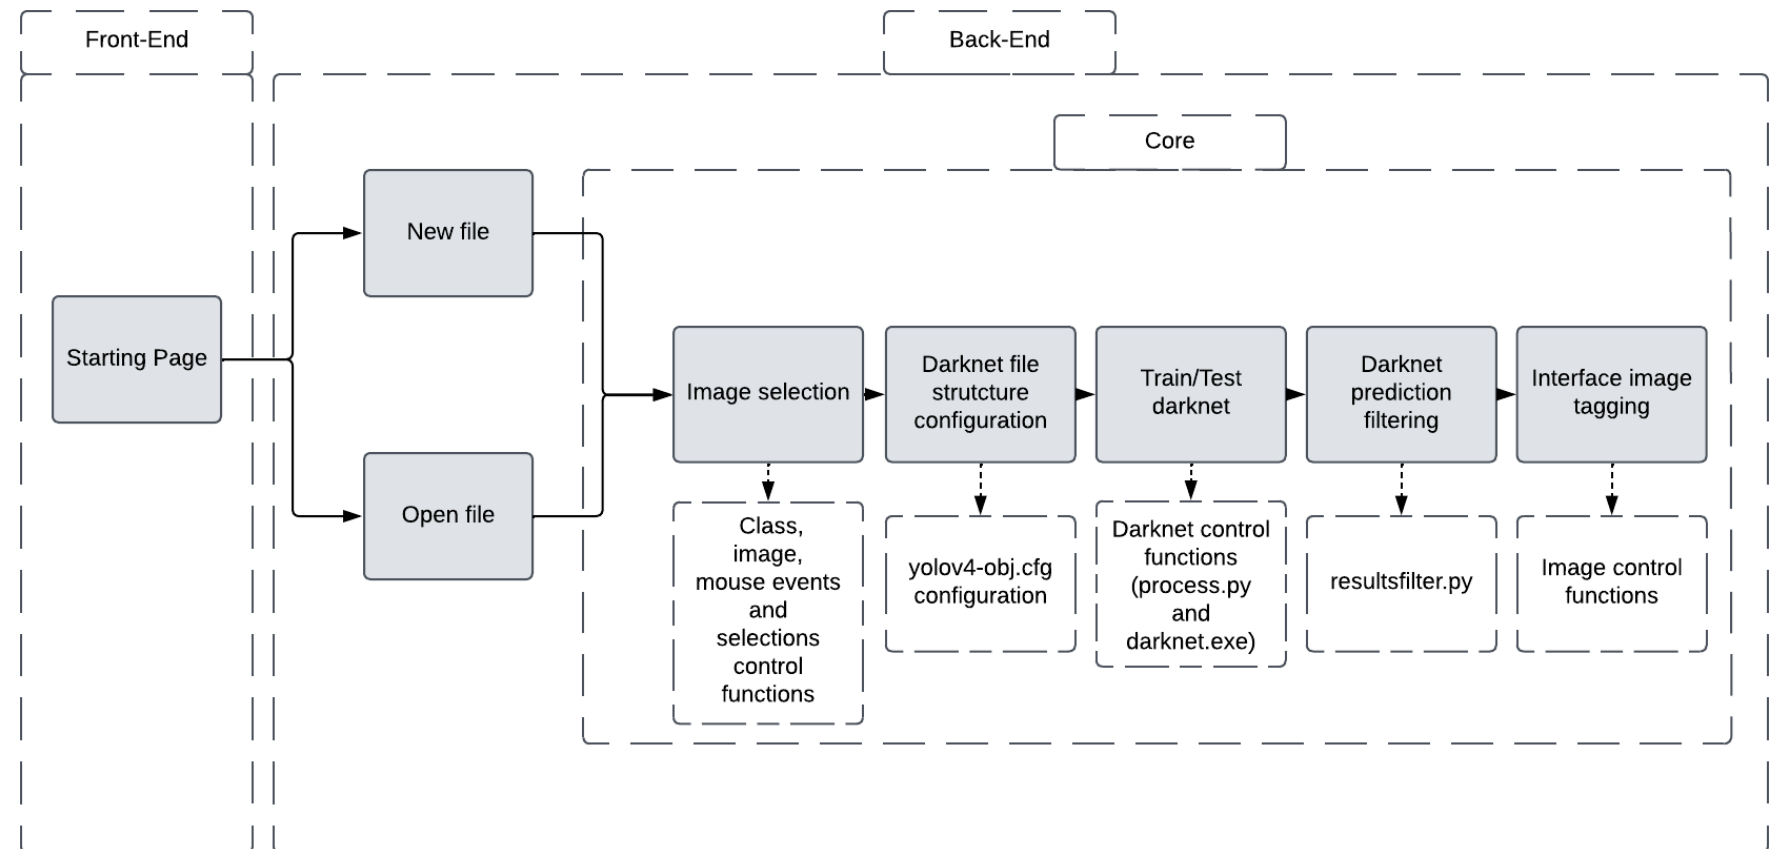 Front-End
Back-End
Core
New file
Starting Page
Open file
Image selection
Darknet file
strutcture
configuration
Train/Test
darknet
Darknet
prediction
filtering
Interface image
tagging
Class,
image,
mouse events
and
selections
control
functions
yolov4-obj.cfg
configuration
Darknet control
functions
(process.py
and
darknet.exe)
resultsfilter.py
Image control
functions